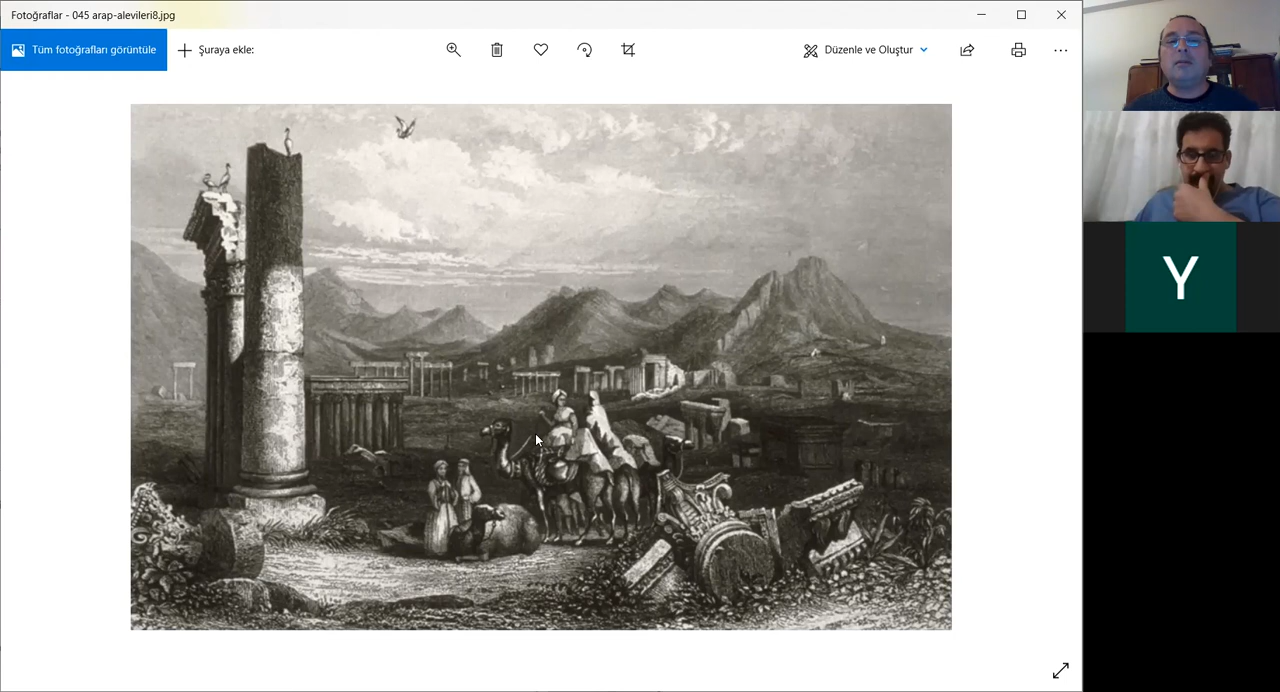 Fotoğraflar - 045 arap-alevileri8.jpg
Tüm fotoğrafları görüntüle
Şuraya ekle:
Düzenle ve Oluştur
Y